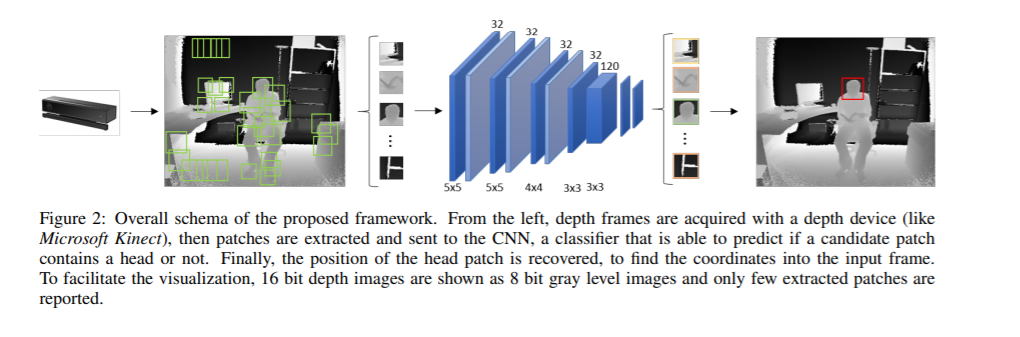 32
32
32
32
120
5x5 5x5 4x4 3x3 3x3
Figure 2: Overall schema of the proposed framework. From the left, depth frames are acquired with a depth device (like
Microsoft Kinect), then patches are extracted and sent to the CNN, a classifier that is able to predict if a candidate patch
contains a head or not. Finally, the position of the head patch is recovered, to find the coordinates into the input frame.
To facilitate the visualization, 16 bit depth images are shown as 8 bit gray level images and only few extracted patches are
reported.